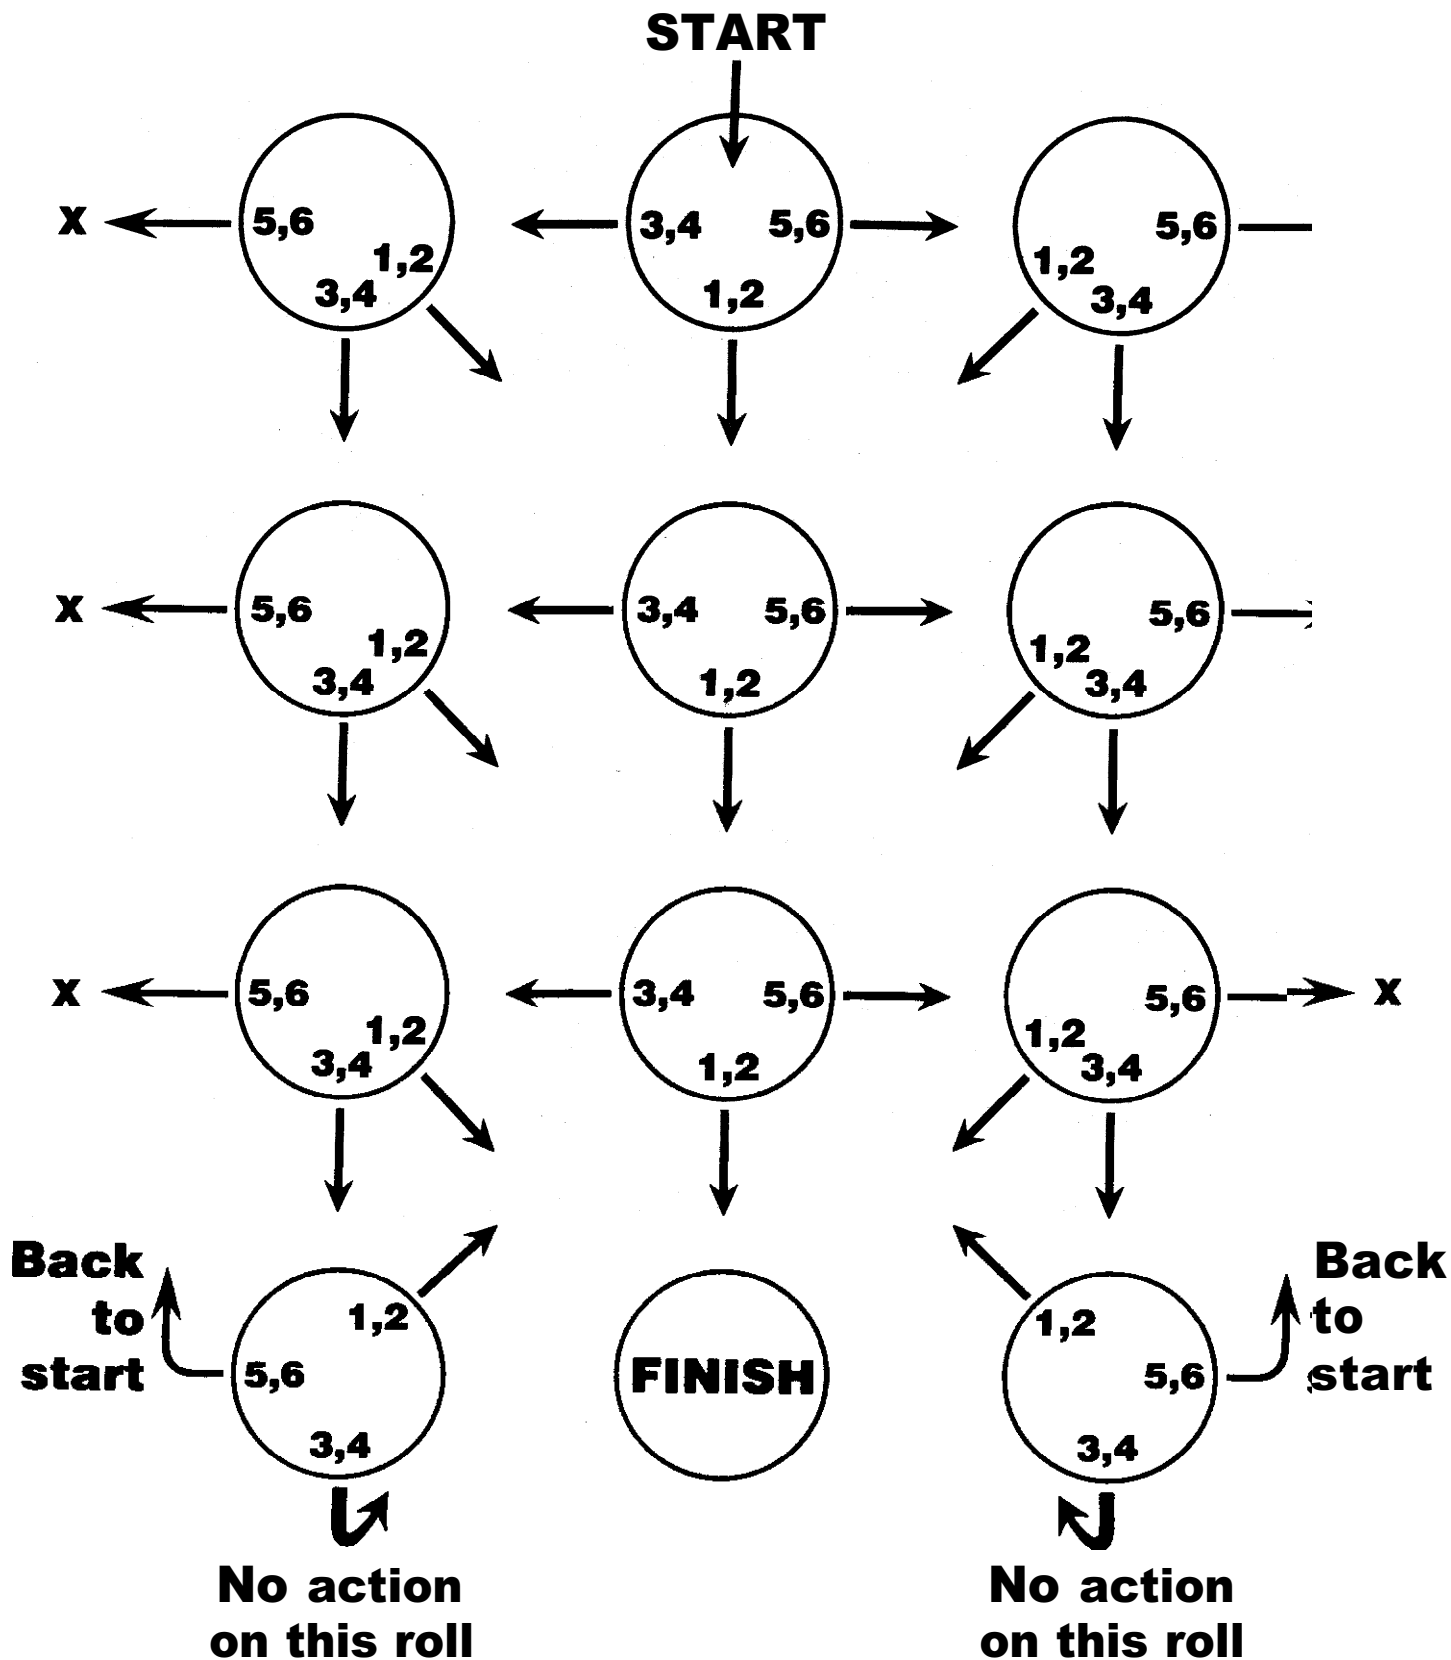 START
X 5,6 3,4 5,6 5,6
1,2 1,2
3,4 1,2 3,4
X 5,6 3,4 5,6 5,6
1,2 1,2
3,4 1,2 3,4
X 5,6 3,4 5,6 5,6 X
1,2 1,2
3,4 1,2 3,4
Back Back
to 1,2 1,2 to
start 5,6 FINISH 5,6 start
3,4 3,4
No action No action
on this roll on this roll